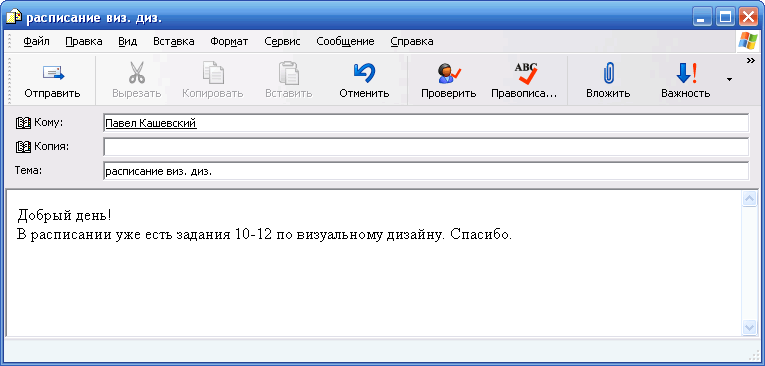 расписание виз. диз.
Файл Правка Вид Вставка Формат Сервис Сообщение Справка
ABC
Отправить Вырезать Копировать Вставить Отменить Проверить Правописа... Вложить Важность
Кому: Павел Кашевский
Копия:
Тема: расписание виз. диз.
Добрый день!
В расписании уже есть задания 10-12 по визуальному дизайну. Спасибо.